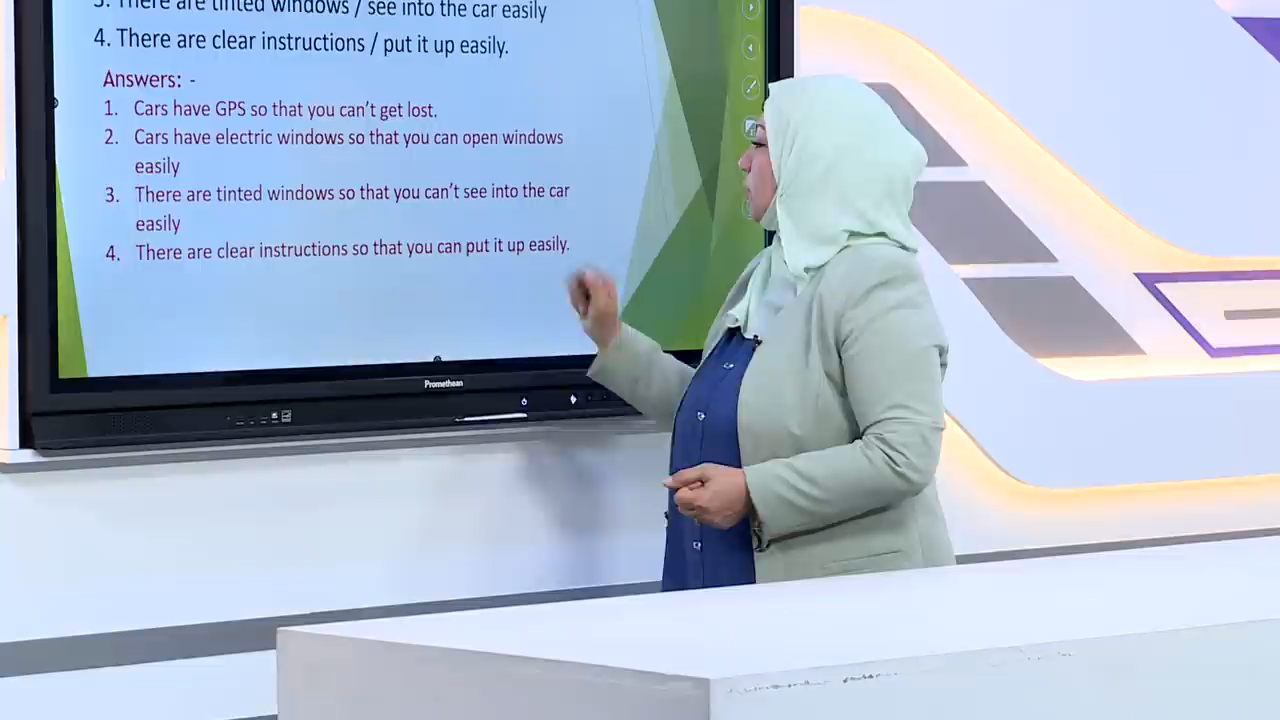 3. There are tinted windows / see into the car easily
4. There are clear instructions / put it up easily.
Answers: -
1. Cars have GPS so that you can't get lost.
2. Cars have electric windows so that you can open windows
easily
3. There are tinted windows so that you can't see into the car
easily
4. There are clear instructions so that you can put it up easily.
Promethean